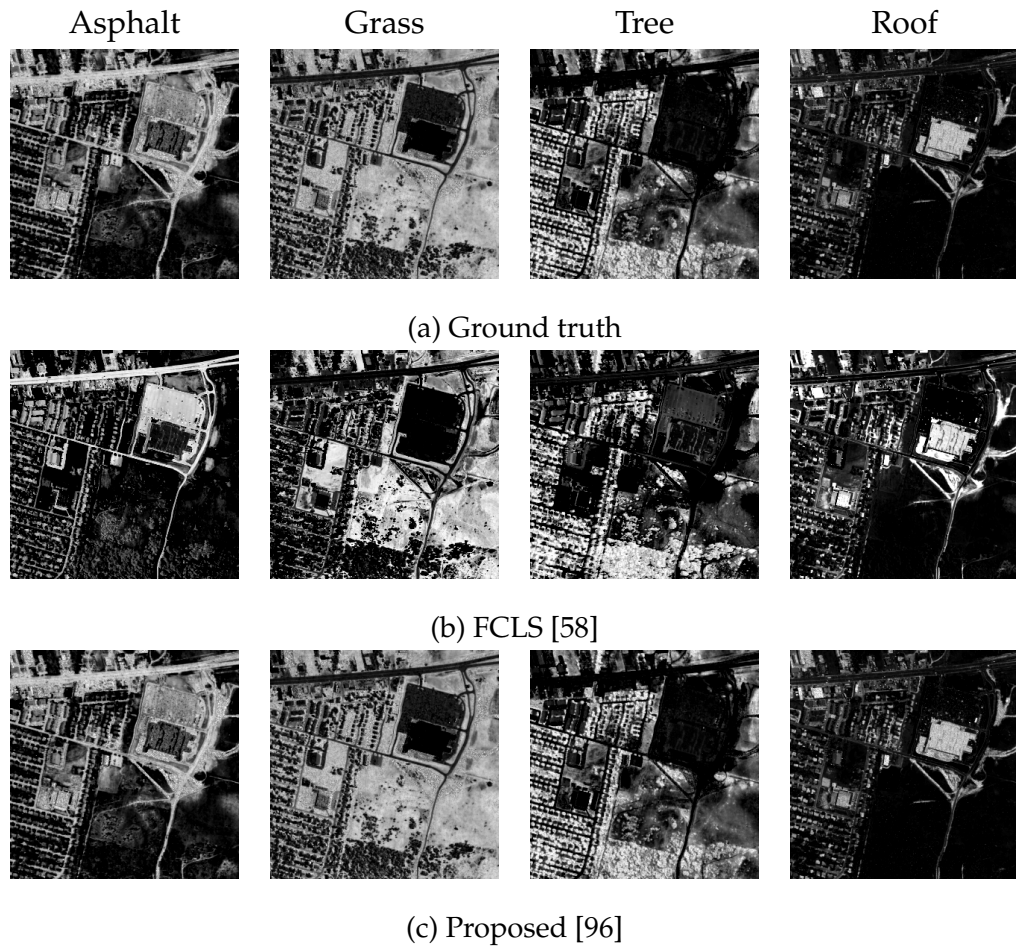 Asphalt Grass Tree Roof
(a) Ground truth
(b) FCLS [58]
(c) Proposed [96]